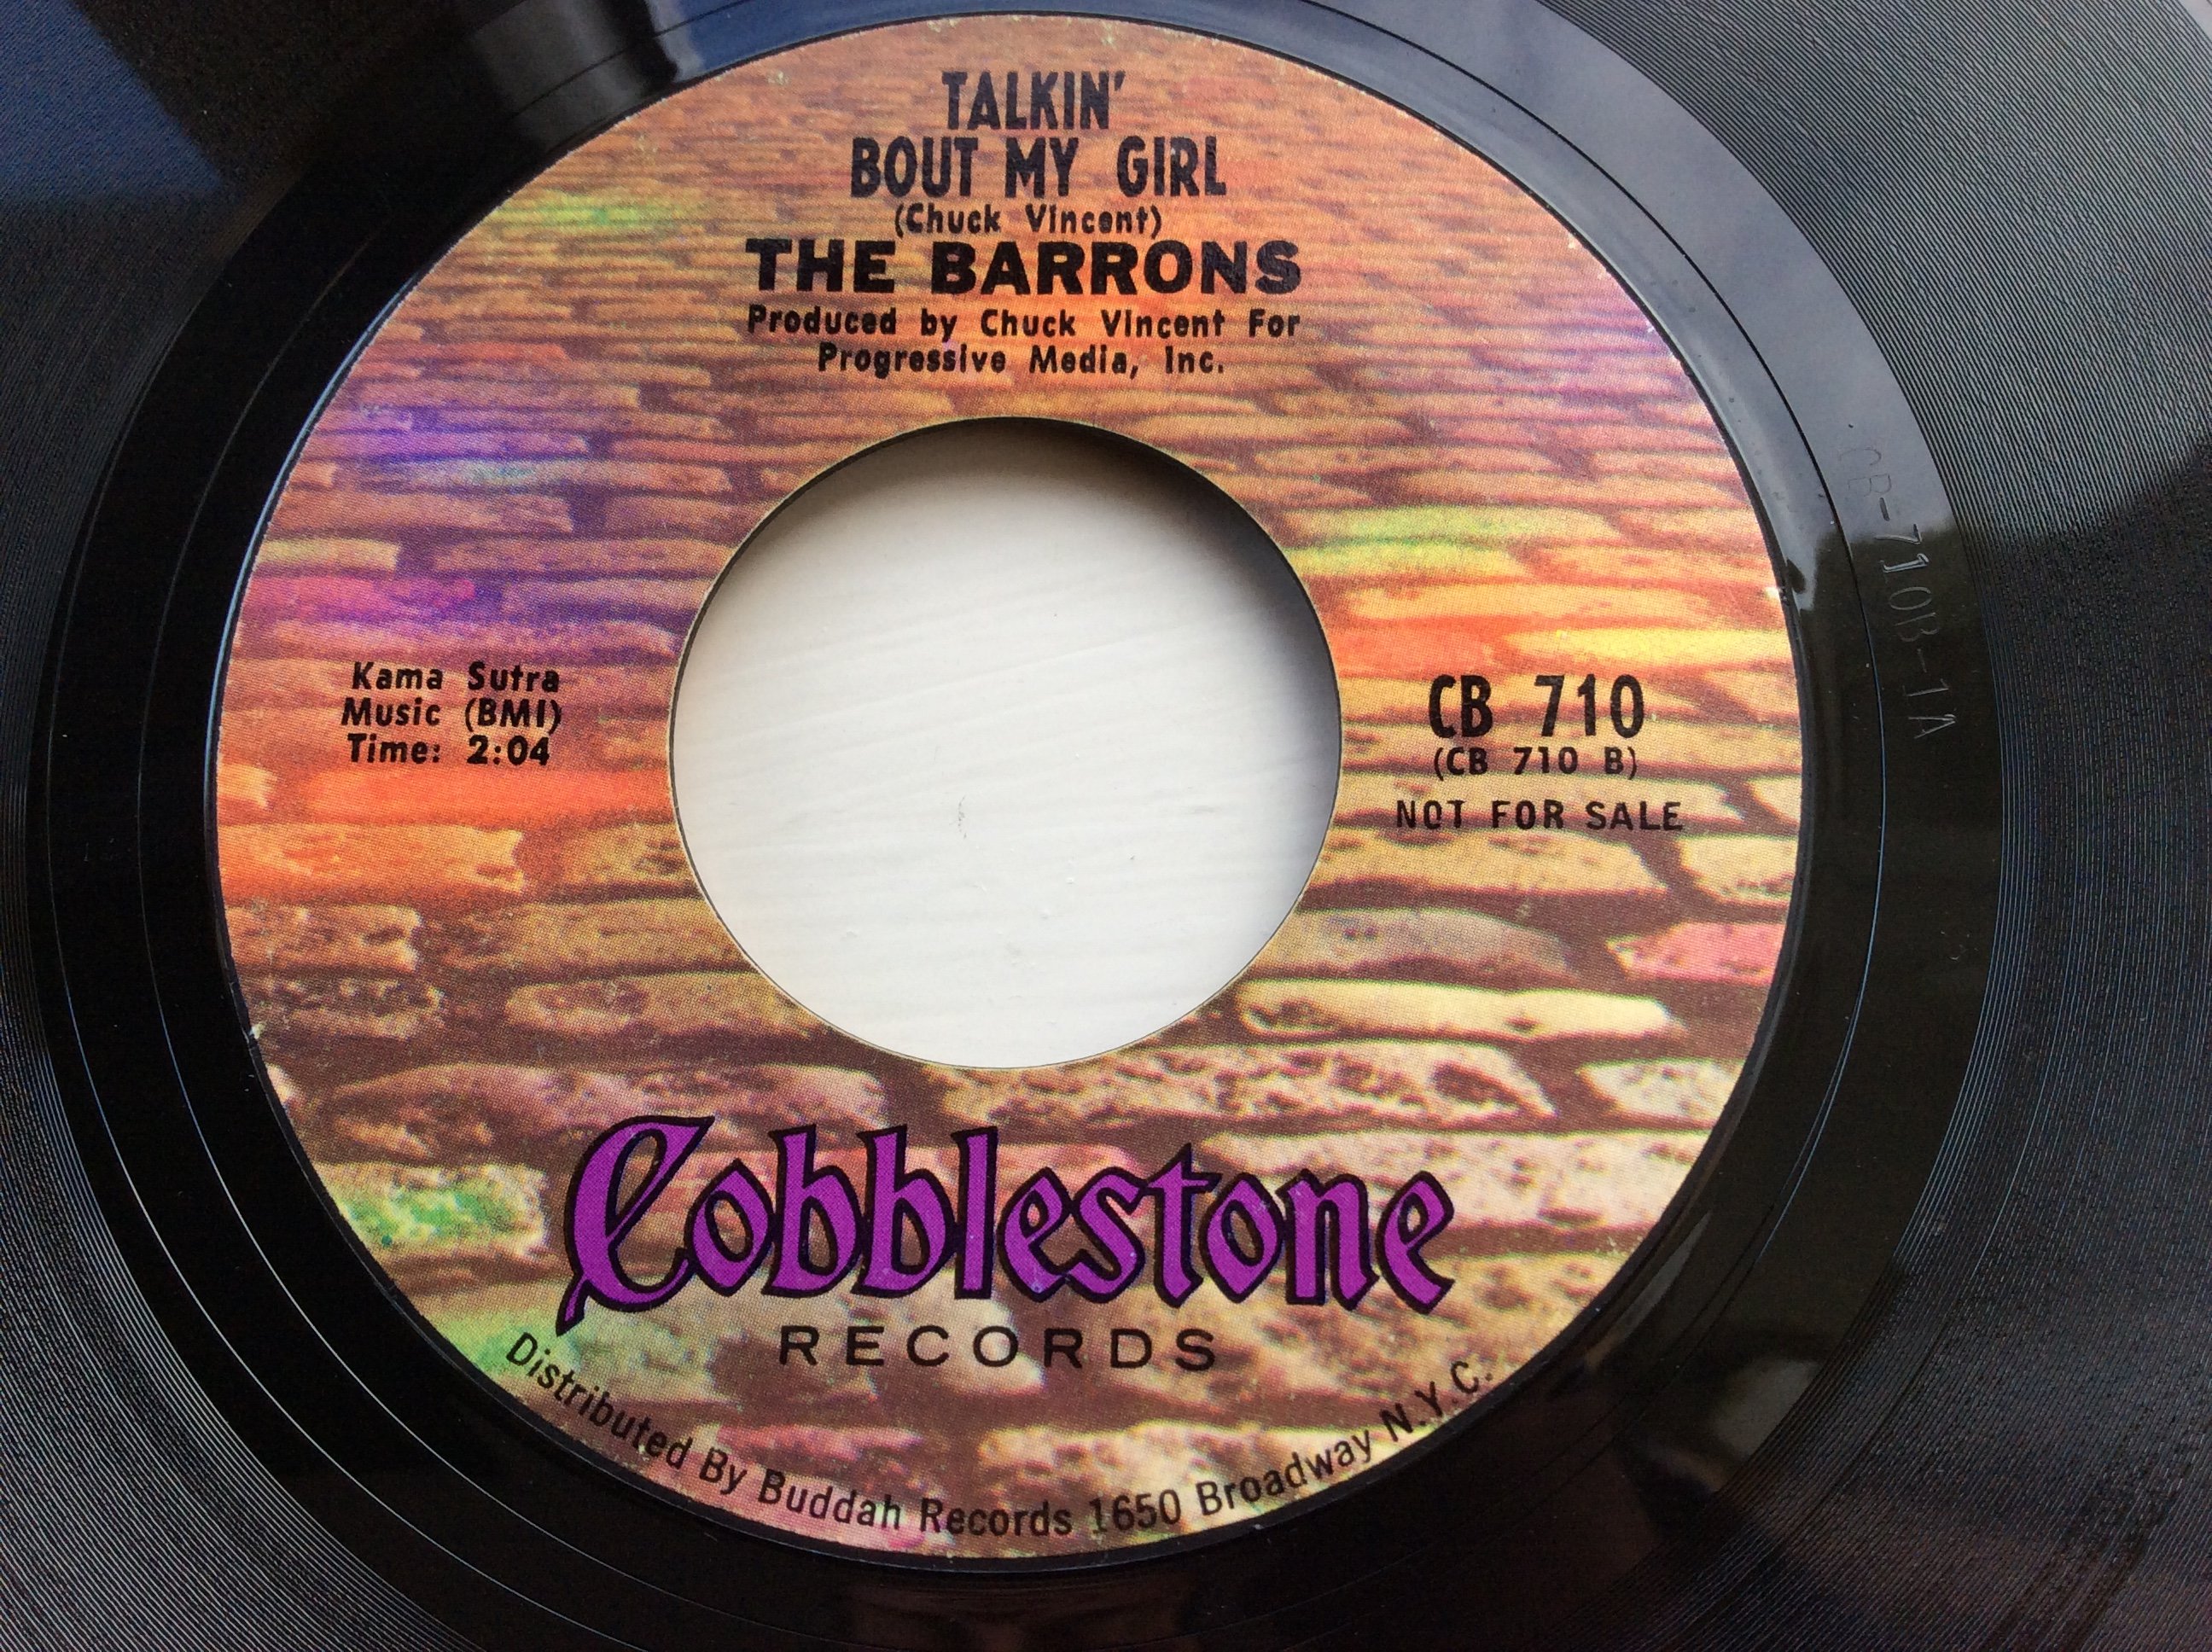 TALKIN'
BOUT MY GIRL
(Chuck Vincent)
THE BARRONS
Produced by Chuck Vincent For
Progressive Media, Inc.
Kama Sutra
Music (BMI)
Time: 2:04
CB 710
(CB 710 B)
NOT FOR SALE
CB-710B-1A
Cobblestone
RECORDS
Distributed By Buddah Records 1650 Broadway N.Y.C.